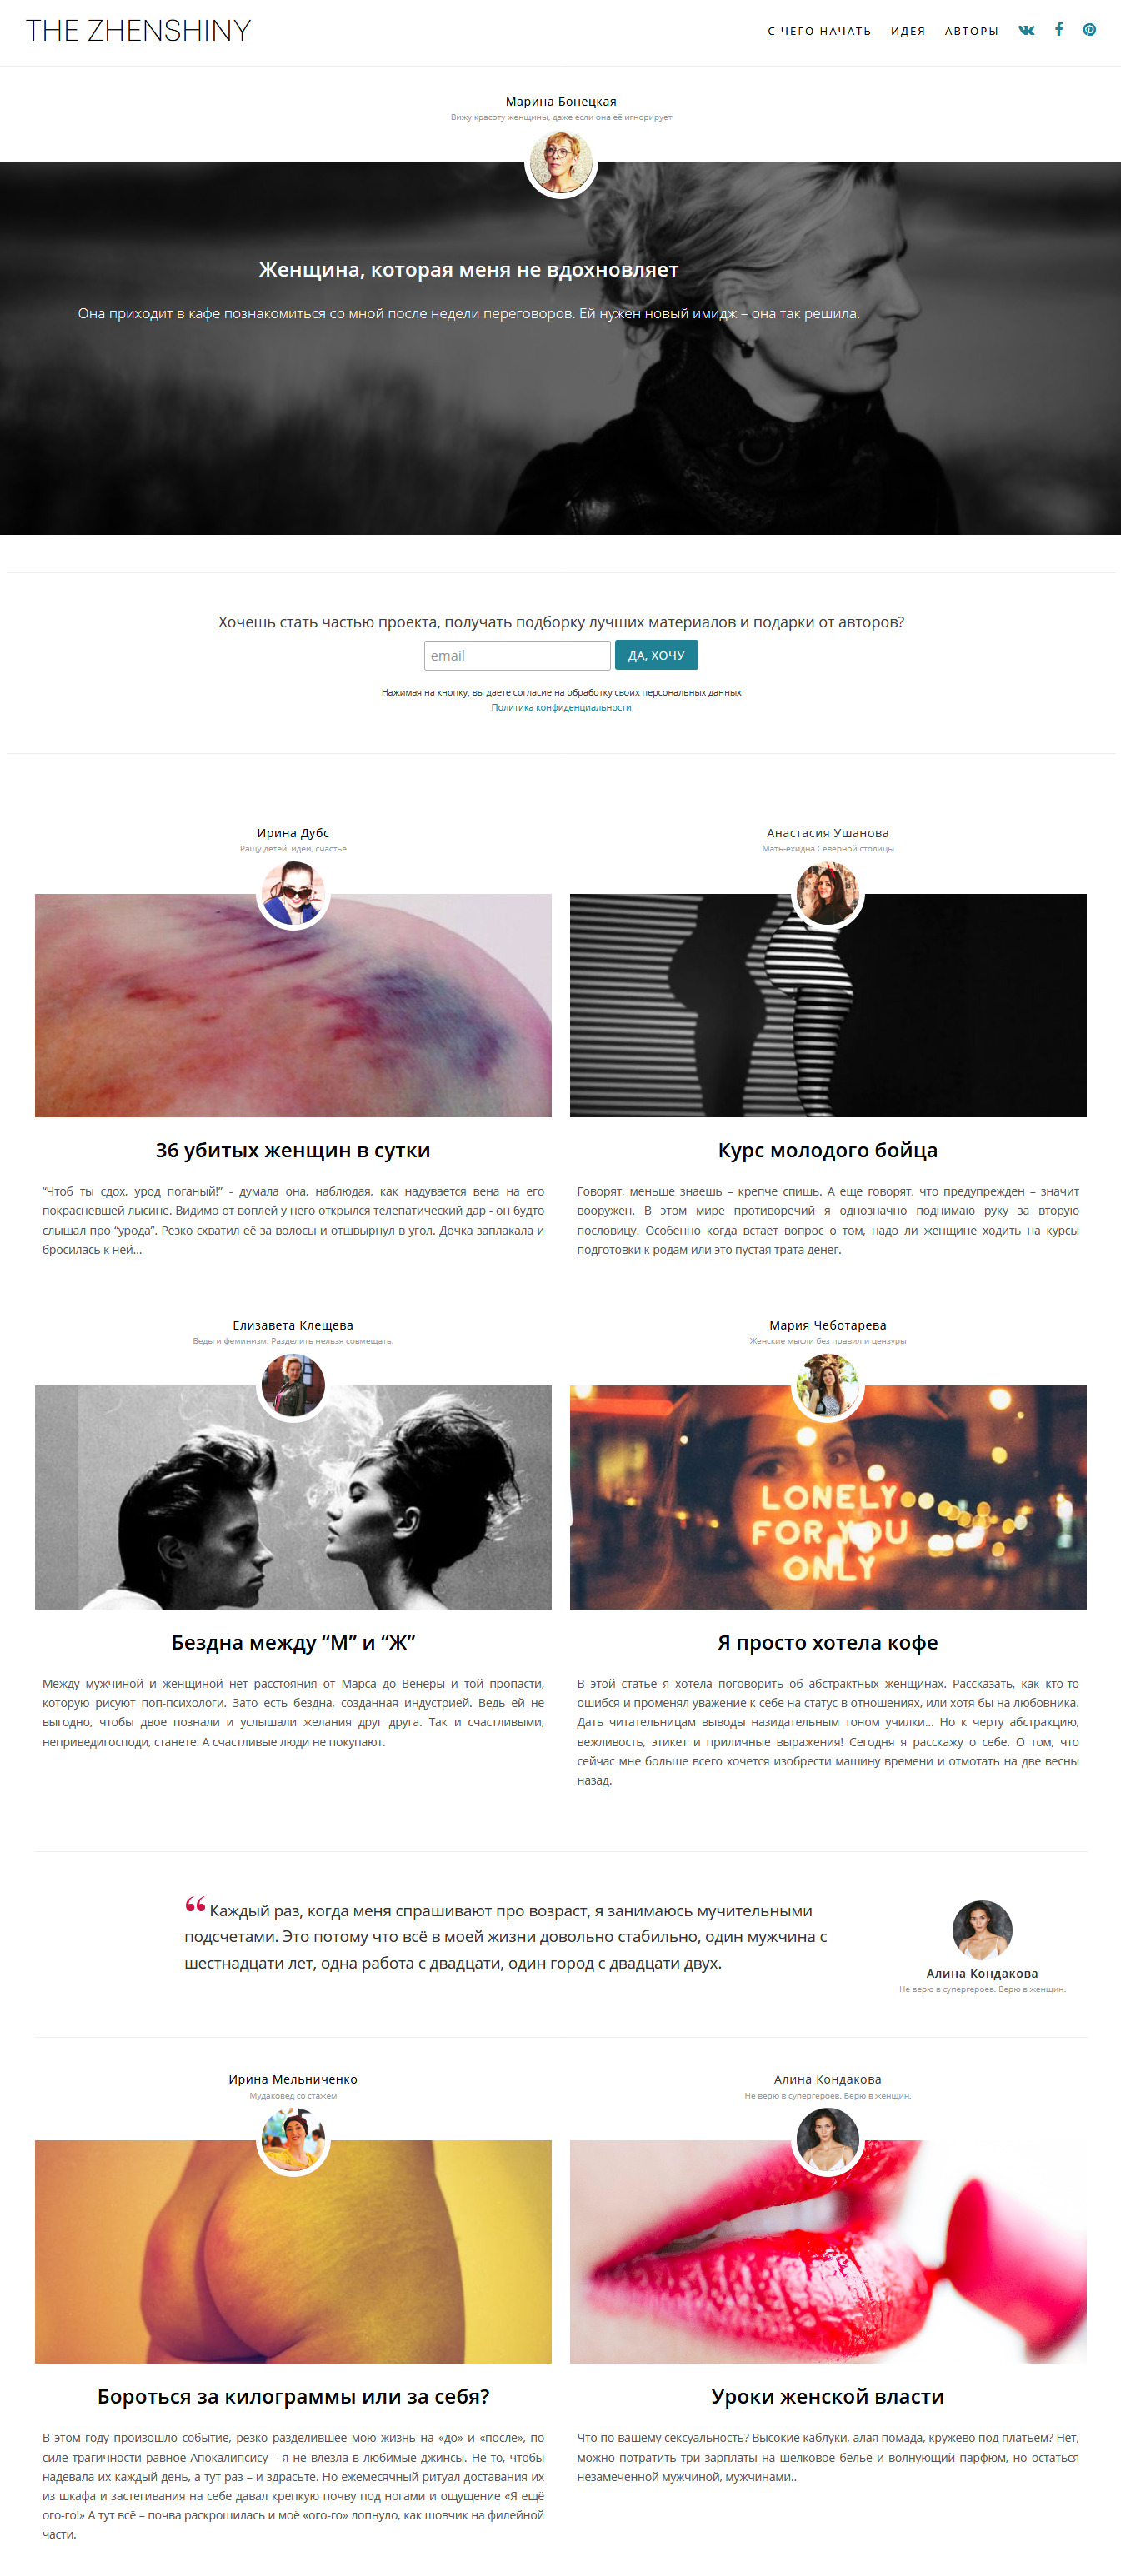 THE ZHENSHINY
С ЧЕГО НАЧАТЬ ИДЕЯ АВТОРЫ
Марина Бонецкая
Вижу красоту женщины, даже если она её игнорирует
Женщина, которая меня не вдохновляет
Она приходит в кафе познакомиться со мной после недели переговоров. Ей нужен новый имидж – она так решила.
Хочешь стать частью проекта, получать подборку лучших материалов и подарки от авторов?
email
ДА, ХОЧУ
Нажимая на кнопку, вы даете согласие на обработку своих персональных данных
Политика конфиденциальности
Ирина Дубс
Ращу детей, идеи, счастье
36 убитых женщин в сутки
“Чтоб ты сдох, урод поганый!” - думала она, наблюдая, как надувается вена на его
покрасневшей лысине. Видимо от воплей у него открылся телепатический дар - он будто
слышал про “урода”. Резко схватил её за волосы и отшвырнул в угол. Дочка заплакала и
бросилась к ней...
Анастасия Ушанова
Мать-ехидна Северной столицы
Курс молодого бойца
Говорят, меньше знаешь – крепче спишь. А еще говорят, что предупрежден – значит
вооружен. В этом мире противоречий я однозначно поднимаю руку за вторую
пословицу. Особенно когда встает вопрос о том, надо ли женщине ходить на курсы
подготовки к родам или это пустая трата денег.
Елизавета Клещева
Веды и феминизм. Разделить нельзя совмещать.
Бездна между “М” и “Ж”
Между мужчиной и женщиной нет расстояния от Марса до Венеры и той пропасти,
которую рисуют поп-психологи. Зато есть бездна, созданная индустрией. Ведь ей не
выгодно, чтобы двое познали и услышали желания друг друга. Так и счастливыми,
неприведигосподи, станете. А счастливые люди не покупают.
Мария Чеботарева
Женские мысли без правил и цензуры
LONELY
FOR YOU
ONLY
Я просто хотела кофе
В этой статье я хотела поговорить об абстрактных женщинах. Рассказать, как кто-то
ошибся и променял уважение к себе на статус в отношениях, или хотя бы на любовника.
Дать читательницам выводы назидательным тоном училки... Но к черту абстракцию,
вежливость, этикет и приличные выражения! Сегодня я расскажу о себе. О том, что
сейчас мне больше всего хочется изобрести машину времени и отмотать на две весны
назад.
“ Каждый раз, когда меня спрашивают про возраст, я занимаюсь мучительными
подсчетами. Это потому что всё в моей жизни довольно стабильно, один мужчина с
шестнадцати лет, одна работа с двадцати, один город с двадцати двух.
Алина Кондакова
Не верю в супергероев. Верю в женщин.
Ирина Мельниченко
Мудаковед со стажем
Бороться за килограммы или за себя?
В этом году произошло событие, резко разделившее мою жизнь на «до» и «после», по
силе трагичности равное Апокалипсису – я не влезла в любимые джинсы. Не то, чтобы
надевала их каждый день, а тут раз – и здрасьте. Но ежемесячный ритуал доставания их
из шкафа и застегивания на себе давал крепкую почву под ногами и ощущение «Я ещё
ого-го!» А тут всё – почва раскрошилась и моё «ого-го» лопнуло, как шовчик на филейной
части.
Алина Кондакова
Не верю в супергероев. Верю в женщин.
Уроки женской власти
Что по-вашему сексуальность? Высокие каблуки, алая помада, кружево под платьем? Нет,
можно потратить три зарплаты на шелковое белье и волнующий парфюм, но остаться
незамеченной мужчиной, мужчинами..